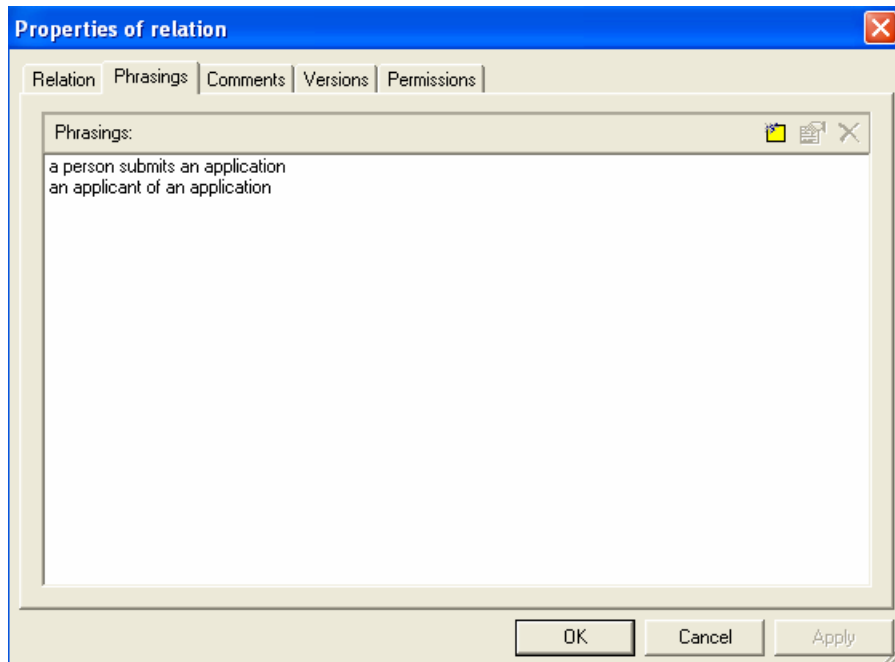 Properties of relation
Relation Phrasings Comments Versions Permissions
Phrasings:
a person submits an application
an applicant of an application
OK Cancel Apply